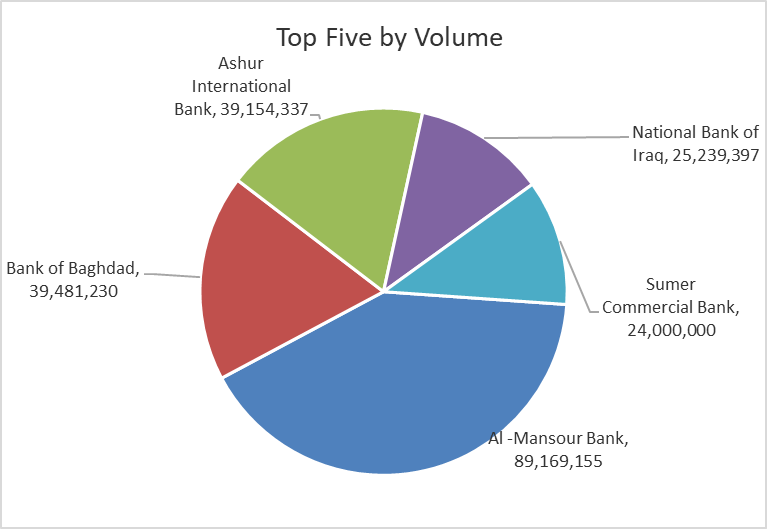 Top Five by Volume
Ashur
International
Bank, 39,154,337
National Bank of
Iraq, 25,239,397
Bank of Baghdad,
39,481,230
Sumer
Commercial Bank,
24,000,000
Al -Mansour Bank,
89,169,155